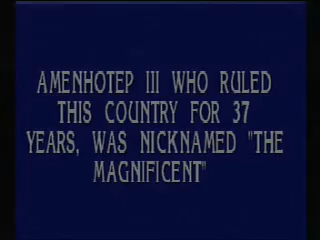 AMENHOTEP III WHO RULED
THIS COUNTRY FOR 37
YEARS, WAS NICKNAMED "THE
MAGNIFICENT"